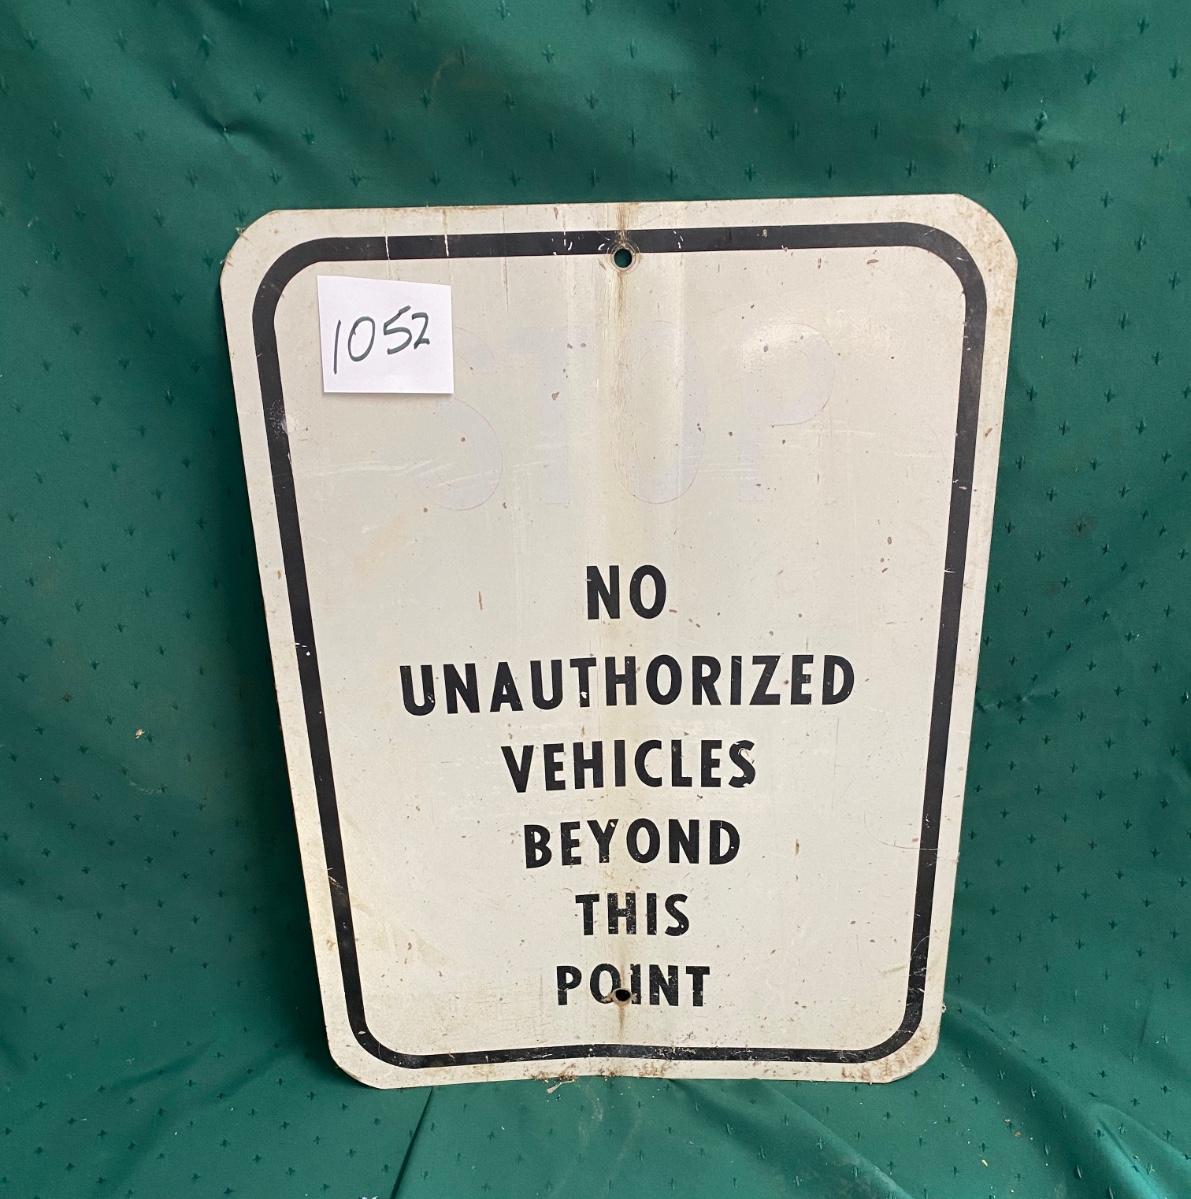 1052
STOP
NO
UNAUTHORIZED
VEHICLES
BEYOND
THIS
POINT